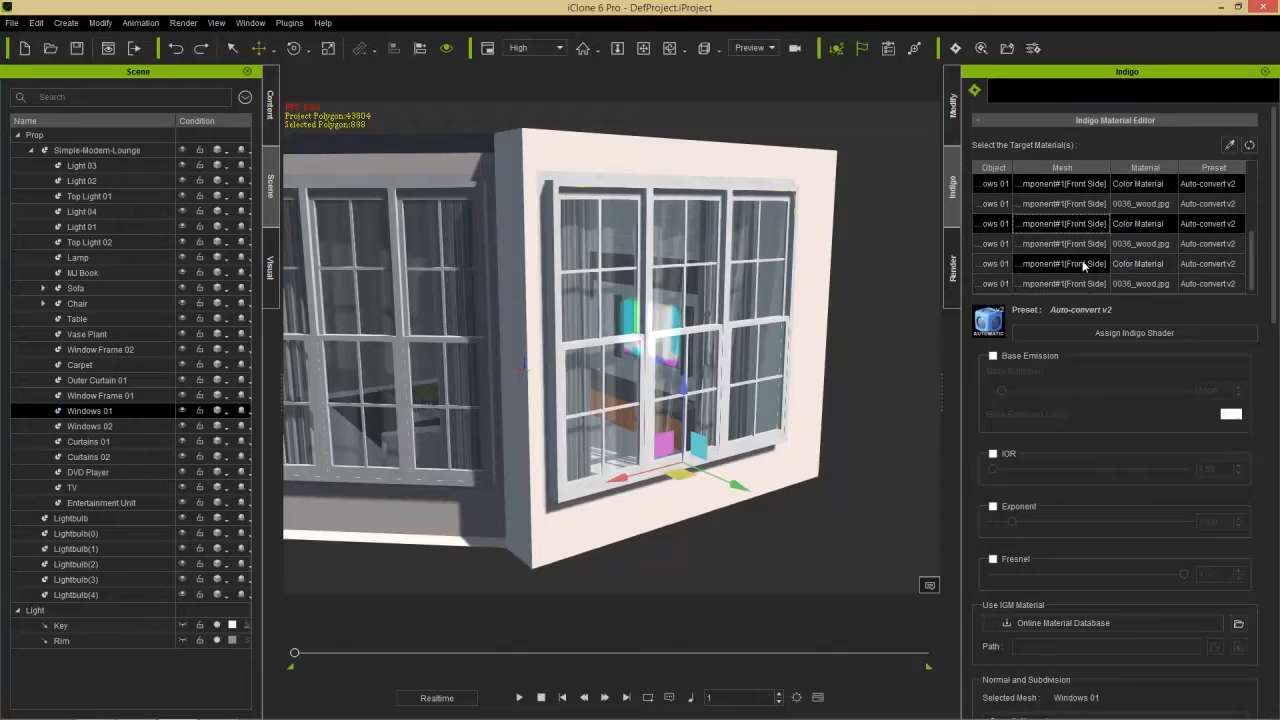 iClone 6 Pro - DefProject.iProject
File Edit Create Modify Animation Render View Window Plugins Help
High Preview
Scene Indigo
Search
Name Condition
Prop
Simple-Modern-Lounge
Light 03
Light 02
Top Light 01
Light 04
Light 01
Top Light 02
Lamp
MJ Book
Sofa
Chair
Table
Vase Plant
Window Frame 02
Carpet
Outer Curtain 01
Window Frame 01
Windows 01
Windows 02
Curtains 01
Curtains 02
DVD Player
TV
Entertainment Unit
Lightbulb
Lightbulb(0)
Lightbulb(1)
Lightbulb(2)
Lightbulb(3)
Lightbulb(4)
Light
Key
Rim
Content
Scene
Visual
Project Polygon:43804
Selected Polygon:888
Realtime
1
Modify
Indigo
Render
Indigo Material Editor
Select the Target Material(s) :
Object Mesh Material Preset
...ows 01 ...mponent#1[Front Side] Color Material Auto-convert v2
...ows 01 ...mponent#1[Front Side] 0036_wood.jpg Auto-convert v2
...ows 01 ...mponent#1[Front Side] Color Material Auto-convert v2
...ows 01 ...mponent#1[Front Side] 0036_wood.jpg Auto-convert v2
...ows 01 ...mponent#1[Front Side] Color Material Auto-convert v2
...ows 01 ...mponent#1[Front Side] 0036_wood.jpg Auto-convert v2
v2
AUTOMATIC
Preset : Auto-convert v2
Assign Indigo Shader
Base Emission
IOR
Exponent
Fresnel
Use IGM Material
Online Material Database
Path :
Normal and Subdivision
Selected Mesh : Windows 01